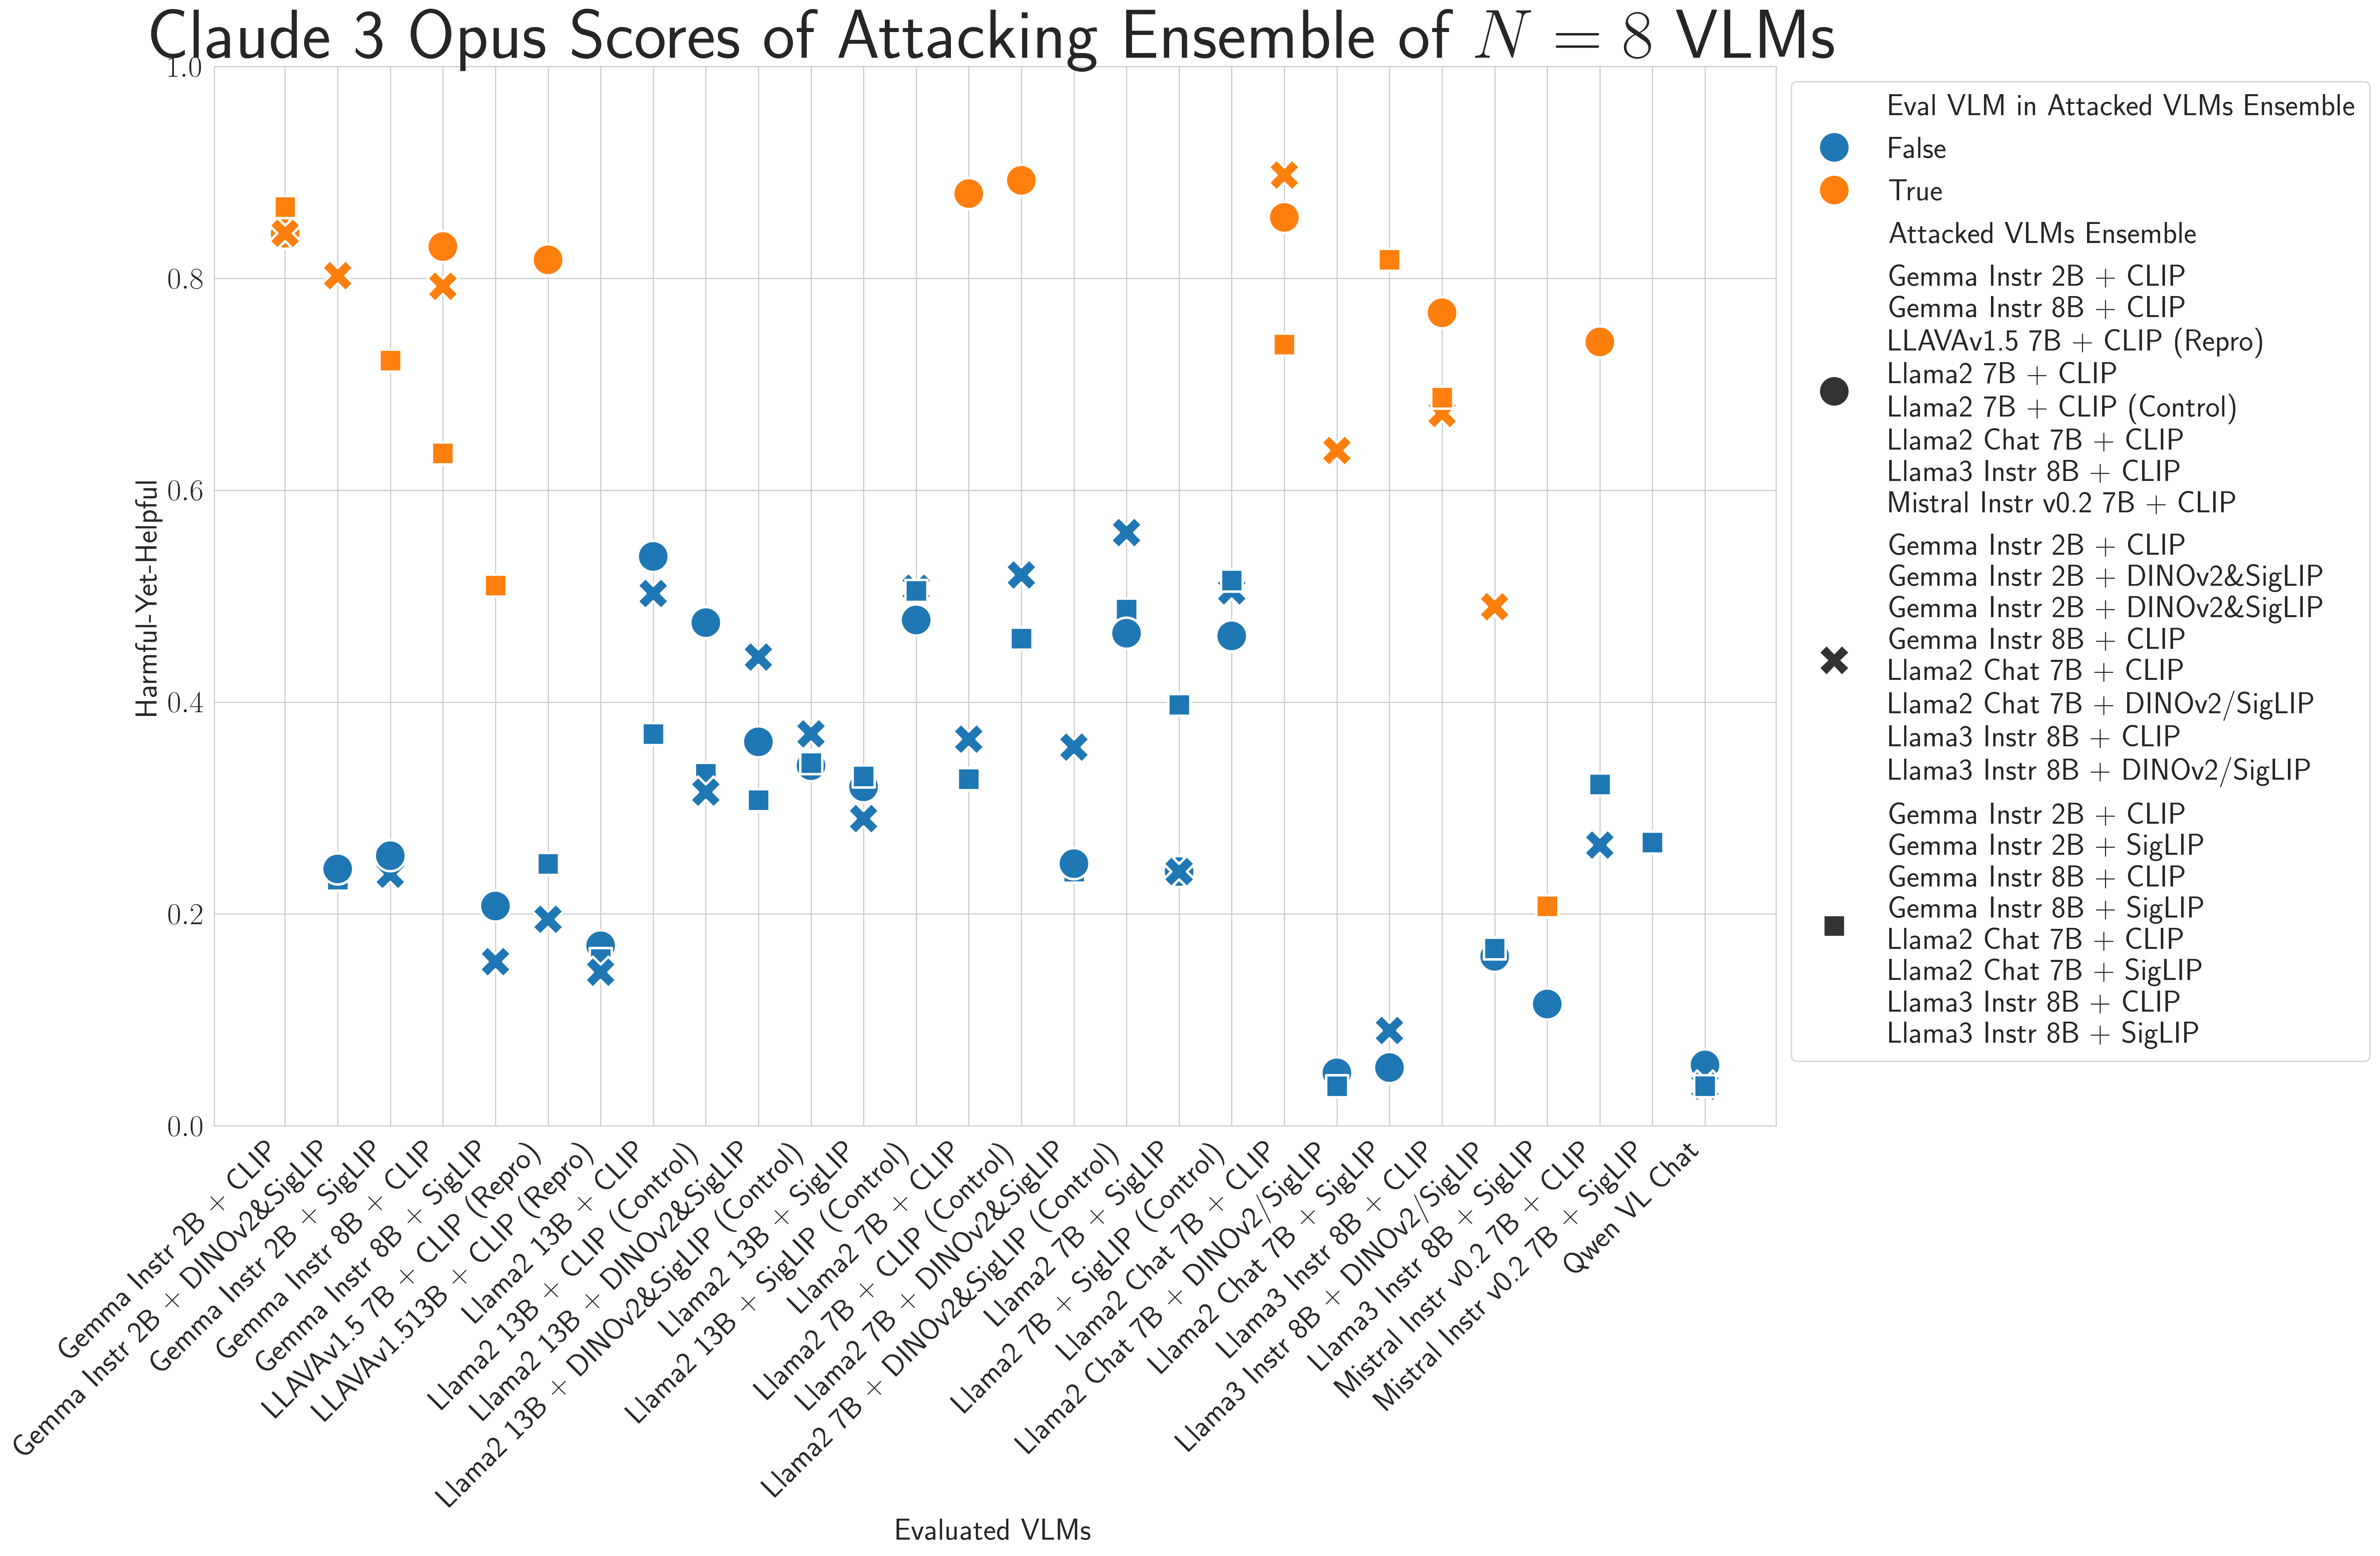 Claude 3 Opus Scores of Attacking Ensemble of N = 8 VLMs
1.0
0.8
0.6
0.4
0.2
0.0
Harmful-Yet-Helpful
Eval VLM in Attacked VLMs Ensemble
False
True
Attacked VLMs Ensemble
Gemma Instr 2B + CLIP
Gemma Instr 8B + CLIP
LLAVAv1.5 7B + CLIP (Repro)
Llama2 7B + CLIP
Llama2 7B + CLIP (Control)
Llama2 Chat 7B + CLIP
Llama3 Instr 8B + CLIP
Mistral Instr v0.2 7B + CLIP
Gemma Instr 2B + CLIP
Gemma Instr 2B + DINOv2&SigLIP
Gemma Instr 2B + DINOv2&SigLIP
Gemma Instr 8B + CLIP
Llama2 Chat 7B + CLIP
Llama2 Chat 7B + DINOv2/SigLIP
Llama3 Instr 8B + CLIP
Llama3 Instr 8B + DINOv2/SigLIP
Gemma Instr 2B + CLIP
Gemma Instr 2B + SigLIP
Gemma Instr 8B + CLIP
Gemma Instr 8B + SigLIP
Llama2 Chat 7B + CLIP
Llama2 Chat 7B + SigLIP
Llama3 Instr 8B + CLIP
Llama3 Instr 8B + SigLIP
Gemma Instr 2B + CLIP
Gemma Instr 2B + DINOv2&SigLIP
Gemma Instr 2B + SigLIP
Gemma Instr 8B + CLIP
Gemma Instr 8B + SigLIP
LLAVAv1.5 7B + CLIP (Repro)
LLAVAv1.513B + CLIP (Repro)
Llama2 13B + CLIP
Llama2 13B + CLIP (Control)
Llama2 13B + DINOv2&SigLIP
Llama2 13B + DINOv2&SigLIP (Control)
Llama2 13B + SigLIP
Llama2 13B + SigLIP (Control)
Llama2 7B + CLIP
Llama2 7B + CLIP (Control)
Llama2 7B + DINOv2&SigLIP
Llama2 7B + DINOv2&SigLIP (Control)
Llama2 7B + SigLIP
Llama2 7B + SigLIP (Control)
Llama2 Chat 7B + CLIP
Llama2 Chat 7B + DINOv2/SigLIP
Llama2 Chat 7B + SigLIP
Llama3 Instr 8B + CLIP
Llama3 Instr 8B + DINOv2/SigLIP
Llama3 Instr 8B + SigLIP
Mistral Instr v0.2 7B + CLIP
Mistral Instr v0.2 7B + SigLIP
Qwen VL Chat
Evaluated VLMs